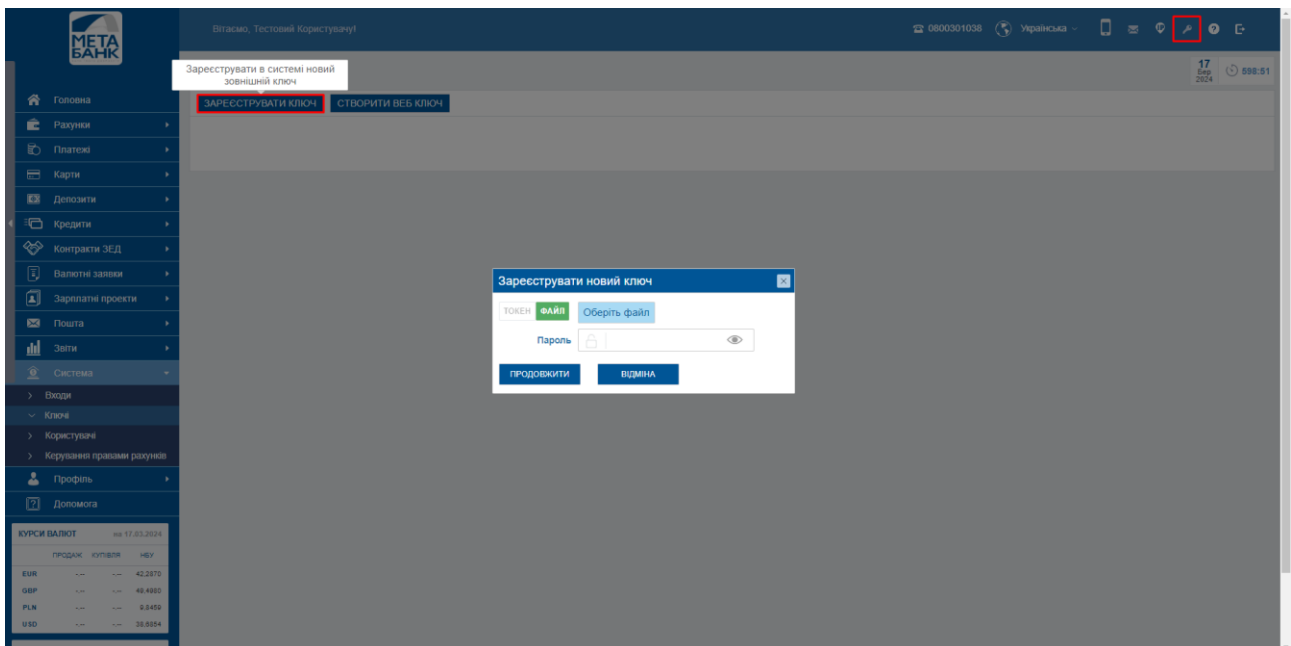 МЕТА
БАНК
Вітаємо, Тестовий Користувачу!
0800301038
Українська
Зареєструвати в системі новий
зовнішній ключ
17
Sep
2024
598:51
ЗАРЕЄСТРУВАТИ КЛЮЧ
СТВОРИТИ ВЕБ КЛЮЧ
Головна
Рахунки
Платежі
Карти
Депозити
Кредити
Контракти ЗЕД
Валютні заявки
Зарплатні проекти
Пошта
Звіти
Система
Входи
Ключі
Користувачі
Керування правами рахунків
Профіль
Допомога
Зареєструвати новий ключ
ТОКЕН ФАЙЛ Оберіть файл
Пароль
ПРОДОВЖИТИ ВІДМІНА
КУРСИ ВАЛЮТ на 17.03.2024
ПРОДАЖ КУПІВЛЯ НБУ
EUR -.-- -.-- 42,2870
GBP -.-- -.--
PLN -.-- -.--
USD -.-- -.--